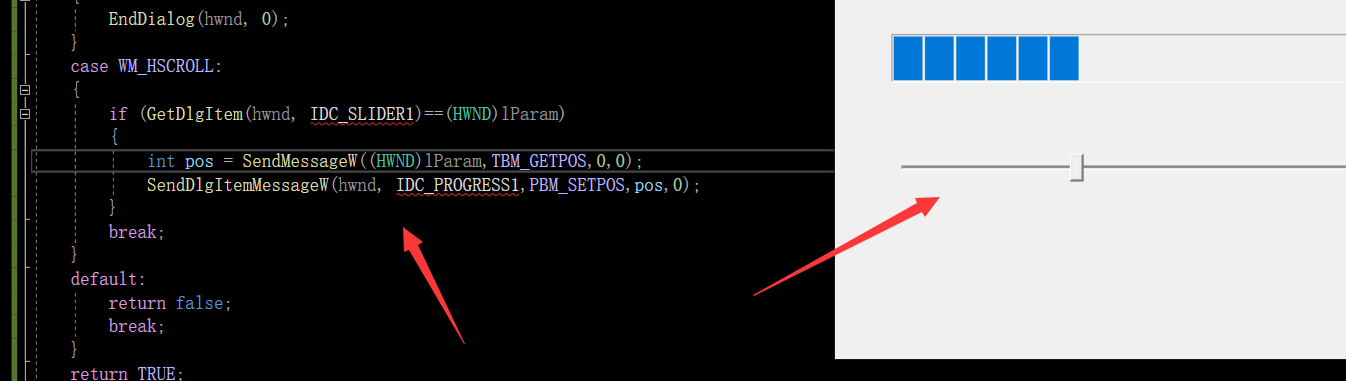 {
EndDialog(hwnd, 0);
}
case WM_HSCROLL:
{
if (GetDlgItem(hwnd, IDC_SLIDER1)==(HWND)lParam)
{
int pos = SendMessageW((HWND)lParam,TBM_GETPOS,0,0);
SendDlgItemMessageW(hwnd, IDC_PROGRESS1,PBM_SETPOS,pos,0);
}
break;
}
default:
return false;
break;
}
return TRUE;